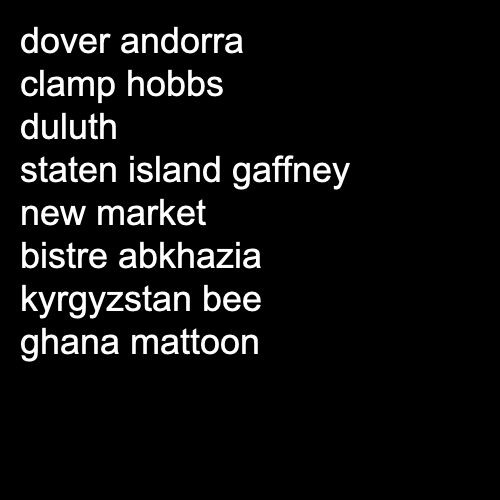 dover andorra
clamp hobbs
duluth
staten island gaffney
new market
bistre abkhazia
kyrgyzstan bee
ghana mattoon